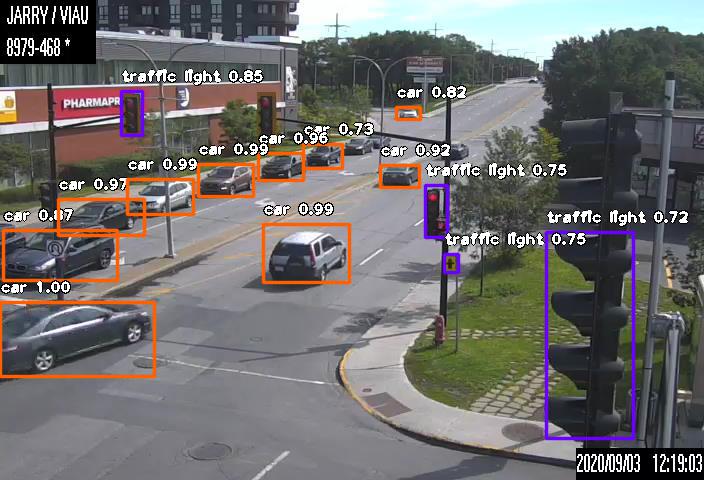 JARRY / VIAU
8979-468 *
traffic light 0.85
PHARMAPR
car 0.82
car 0.73
car 0.96
car 0.99
car 0.99
car 0.92
car 0.97
traffic light 0.75
car 0.87
car 0.99
traffic light 0.72
traffic light 0.75
car 1.00
2020/09/03 12:19:03